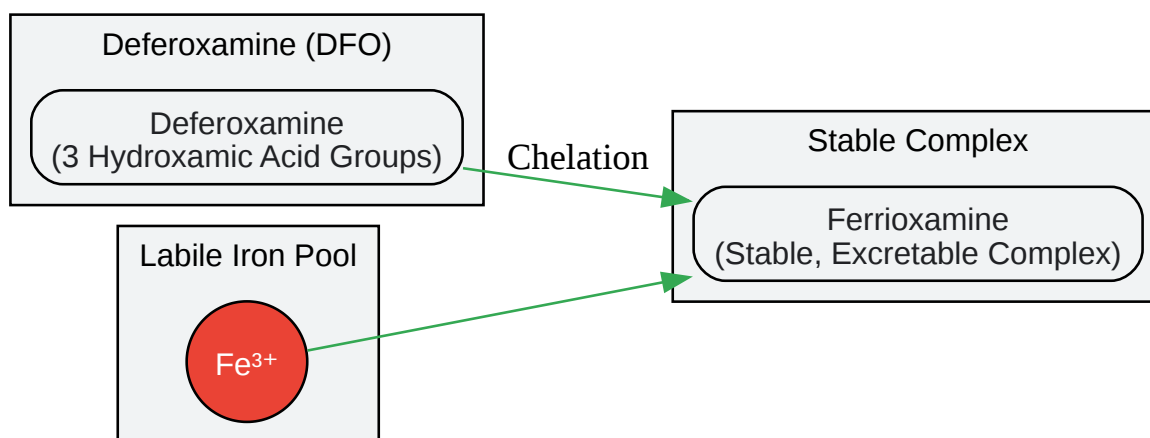 Deferoxamine (DFO)
Deferoxamine
(3 Hydroxamic Acid Groups)
Chelation
Labile Iron Pool
Fe³⁺
Stable Complex
Ferrioxamine
(Stable, Excretable Complex)